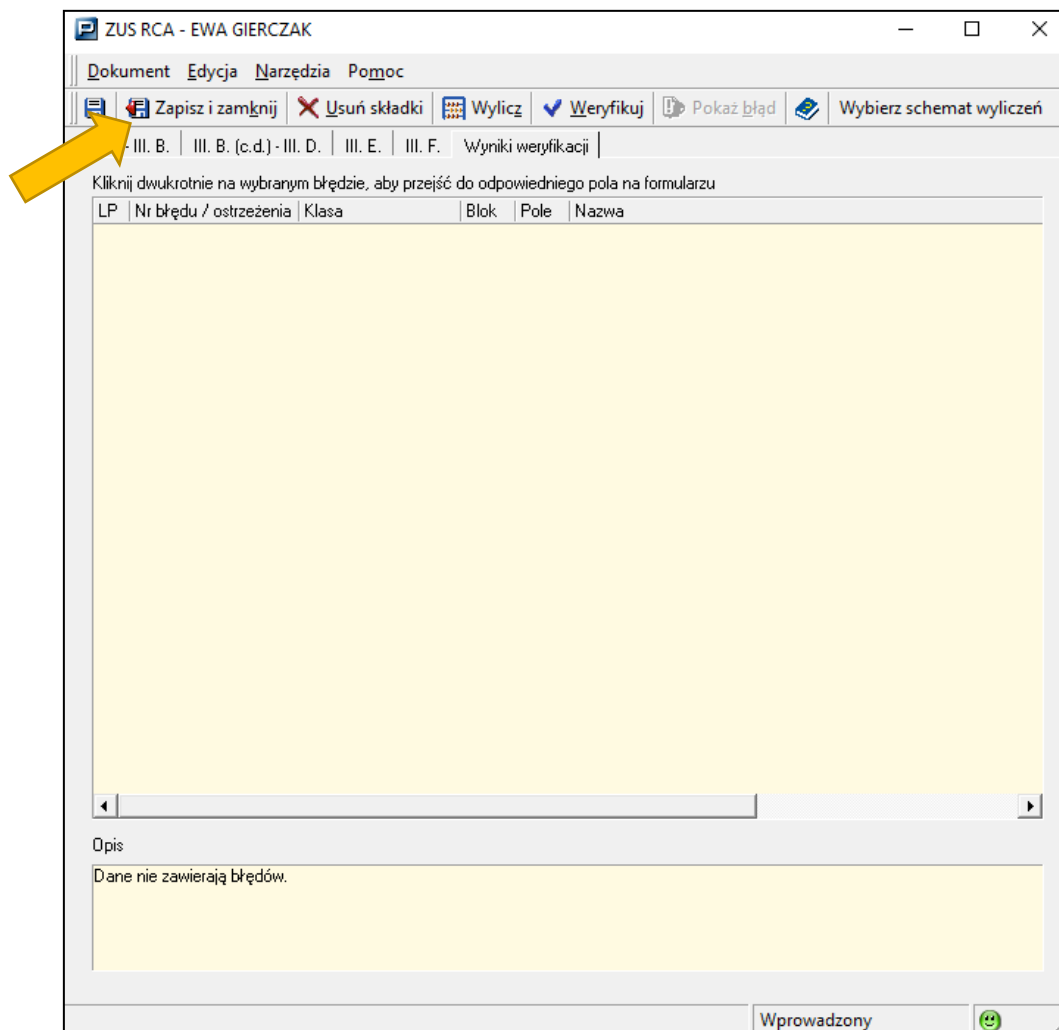 ZUS RCA - EWA GIERCZAK
Dokument Edycja Narzędzia Pomoc
Zapisz i zamknij Usuń składki Wylicz Weryfikuj Pokaż błąd Wybierz schemat wyliczeń
- III. B. III. B. (c.d.) - III. D. III. E. III. F. Wyniki weryfikacji
Kliknij dwukrotnie na wybranym błędzie, aby przejść do odpowiedniego pola na formularzu
LP Nr błędu / ostrzeżenia Klasa Blok Pole Nazwa
Opis
Dane nie zawierają błędów.
Wprowadzony